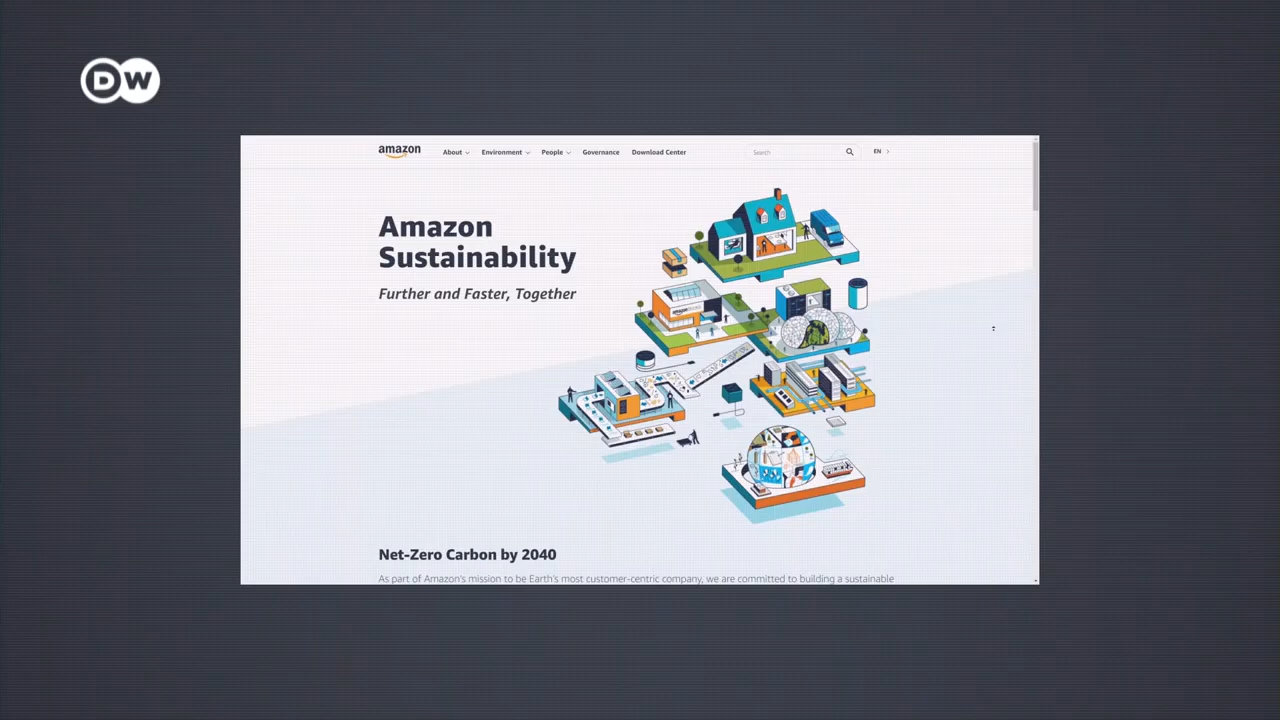 DW
amazon
About
Environment
People
Governance
Download Center
Search
EN
Amazon
Sustainability
Further and Faster, Together
Net-Zero Carbon by 2040
As part of Amazon's mission to be Earth's most customer-centric company, we are committed to building a sustainable